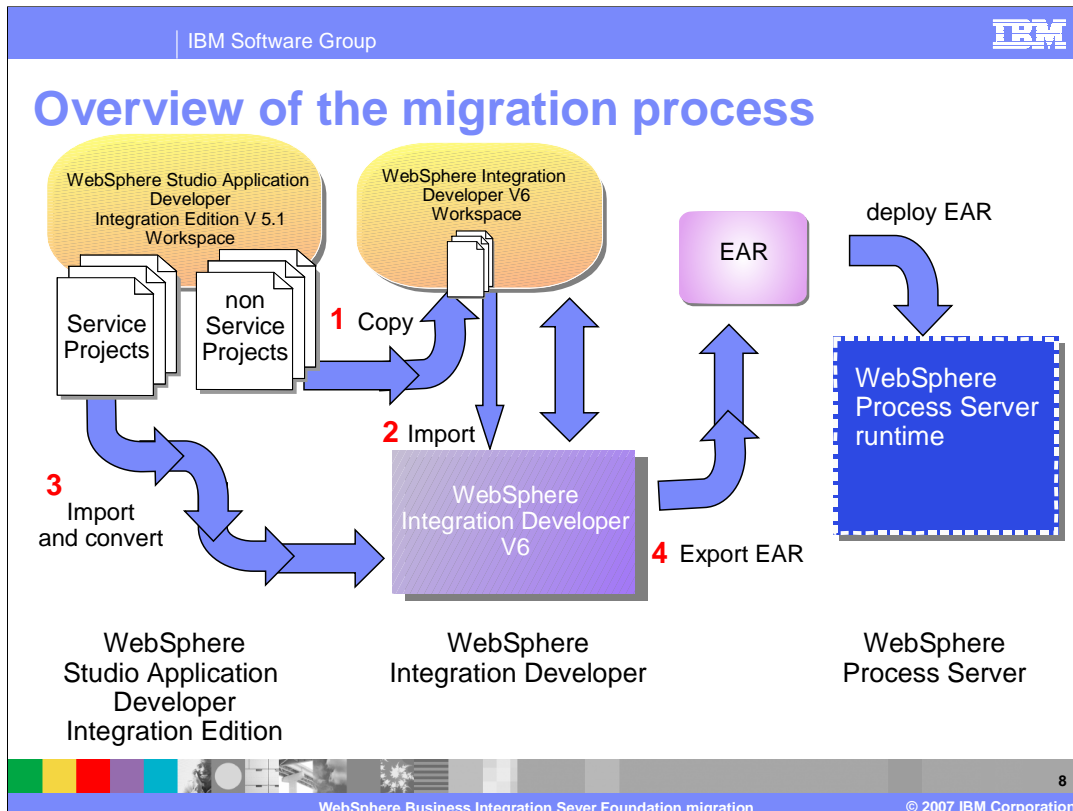 IBM Software Group
IBM
Overview of the migration process
WebSphere Studio Application
Developer
Integration Edition V 5.1
Workspace
Service
Projects
non
Service
Projects
1 Copy
WebSphere Integration
Developer V6
Workspace
2 Import
3
Import
and convert
WebSphere
Integration Developer
V6
4 Export EAR
EAR
deploy EAR
WebSphere
Process Server
runtime
WebSphere
Studio Application
Developer
Integration Edition
WebSphere
Integration Developer
WebSphere
Process Server
8
WebSphere Business Integration Sever Foundation migration
© 2007 IBM Corporation